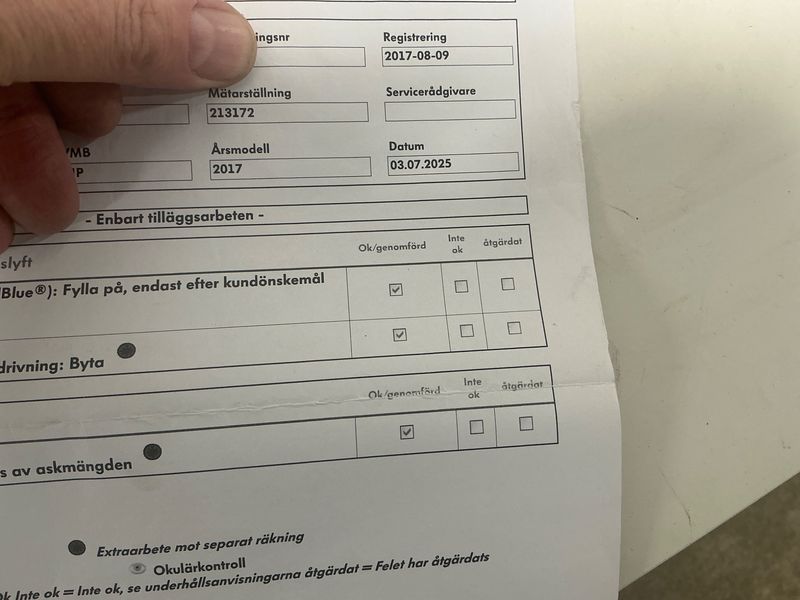 ingsnr
Registrering
2017-08-09
Mätarställning
Servicerådgivare
213172
/MB
Årsmodell
Datum
IP
2017
03.07.2025
- Enbart tilläggsarbeten -
slyft
Ok/genomförd
Inte ok
åtgärdat
Blue®): Fylla på, endast efter kundönskemål
drivning: Byta
Ok/genomförd
Inte ok
åtgärdat
s av askmängden
Extraarbete mot separat räkning
Okulärkontroll
Ok Inte ok = Inte ok, se underhållsanvisningarna åtgärdat = Felet har åtgärdats